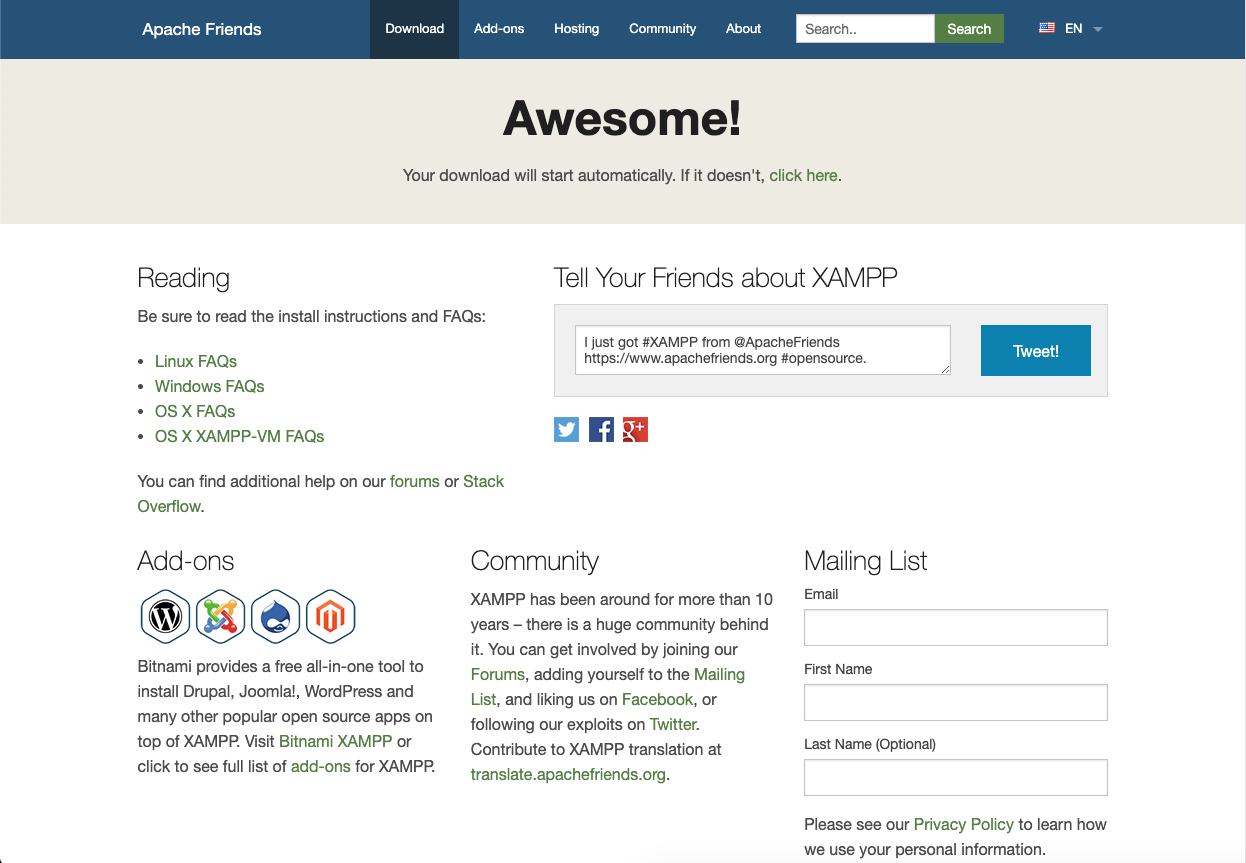 Apache Friends
Download
Add-ons
Hosting
Community
About
Search..
Search
EN
Awesome!
Your download will start automatically. If it doesn't, click here.
Reading
Be sure to read the install instructions and FAQs:
• Linux FAQs
• Windows FAQs
• OS X FAQs
• OS X XAMPP-VM FAQs
You can find additional help on our forums or Stack
Overflow.
Tell Your Friends about XAMPP
I just got #XAMPP from @ApacheFriends
https://www.apachefriends.org #opensource.
Tweet!
g+
Add-ons
Bitnami provides a free all-in-one tool to
install Drupal, Joomla!, WordPress and
many other popular open source apps on
top of XAMPP. Visit Bitnami XAMPP or
click to see full list of add-ons for XAMPP.
Community
XAMPP has been around for more than 10
years – there is a huge community behind
it. You can get involved by joining our
Forums, adding yourself to the Mailing
List, and liking us on Facebook, or
following our exploits on Twitter.
Contribute to XAMPP translation at
translate.apachefriends.org.
Mailing List
Email
First Name
Last Name (Optional)
Please see our Privacy Policy to learn how
we use your personal information.